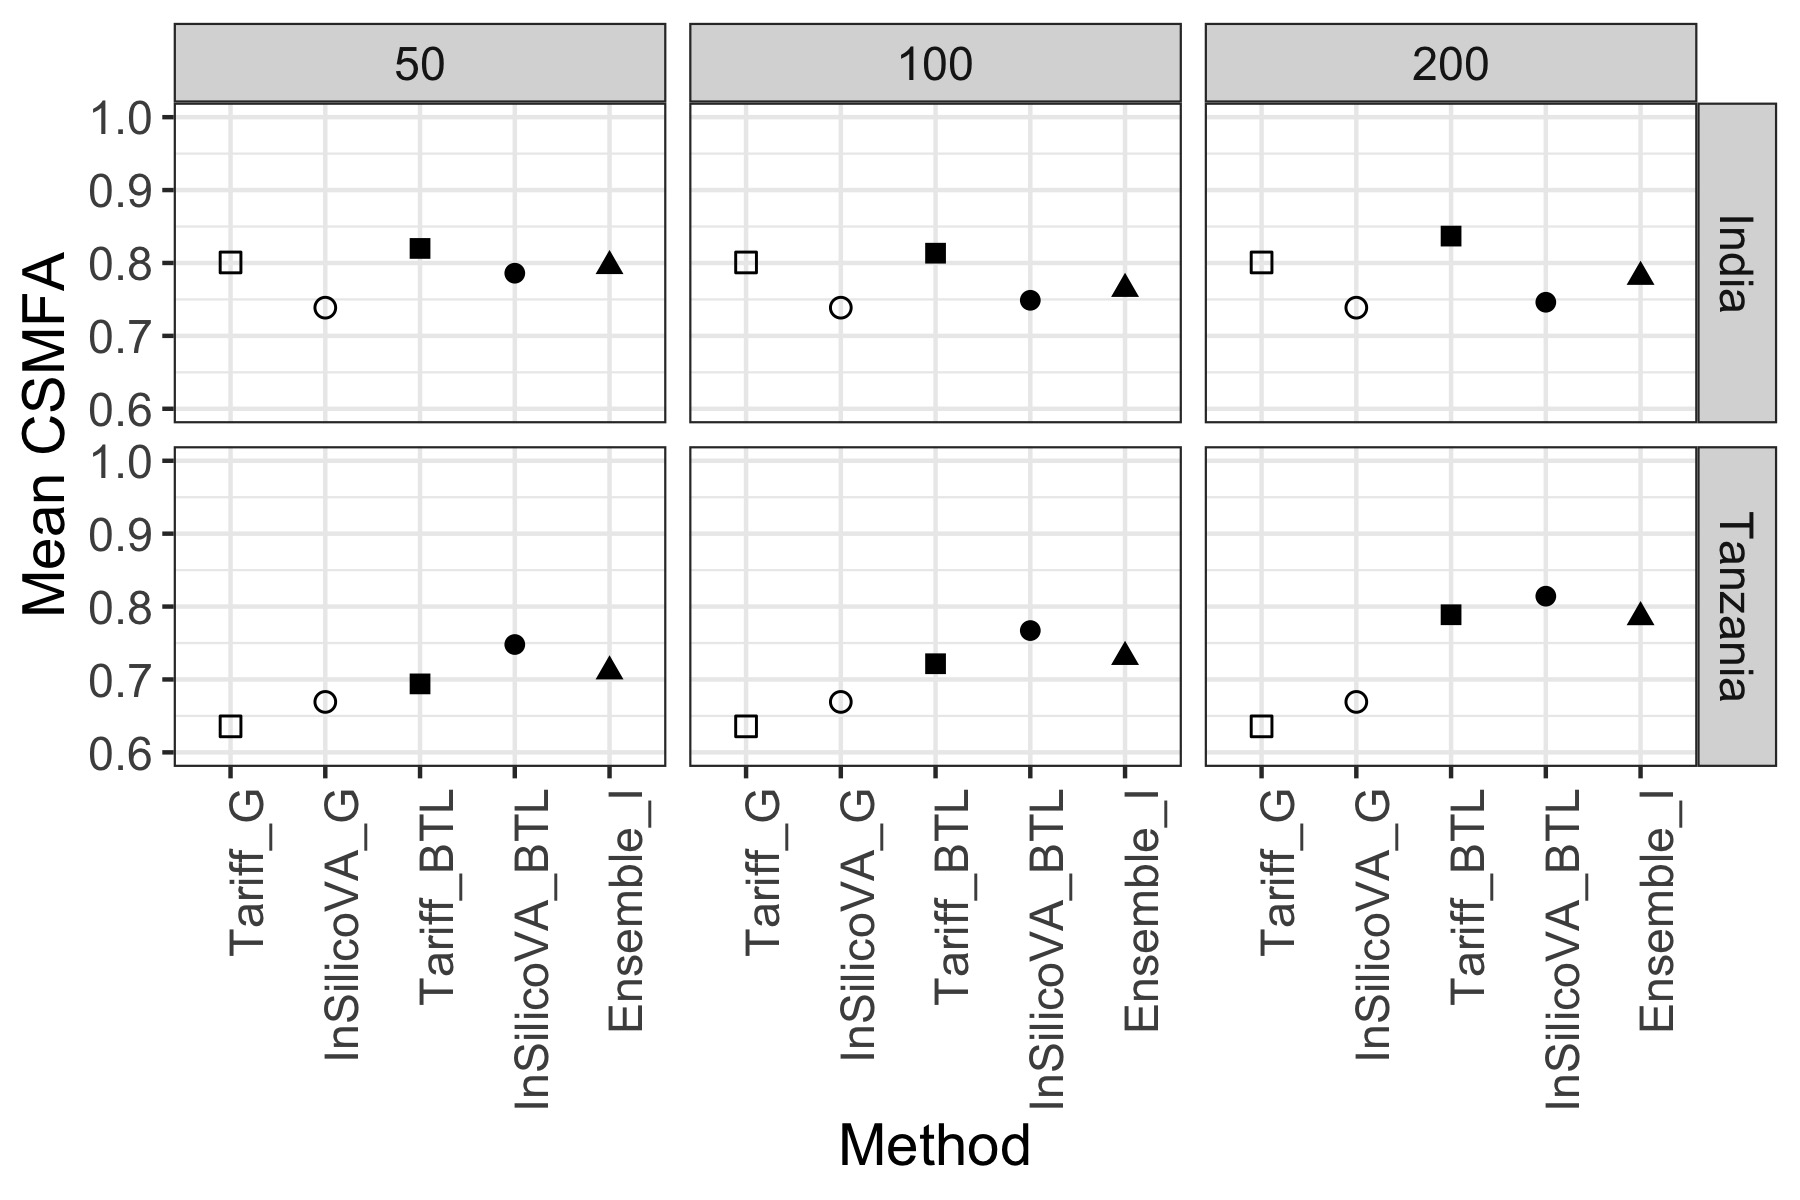 50 100 200
Mean CSMFA
1.0
0.9
0.8
0.7
0.6
India
1.0
0.9
0.8
0.7
0.6
Tanzania
Tariff_G
InSilicoVA_G
Tariff_BTL
InSilicoVA_BTL
Ensemble_I
Tariff_G
InSilicoVA_G
Tariff_BTL
InSilicoVA_BTL
Ensemble_I
Tariff_G
InSilicoVA_G
Tariff_BTL
InSilicoVA_BTL
Ensemble_I
Method